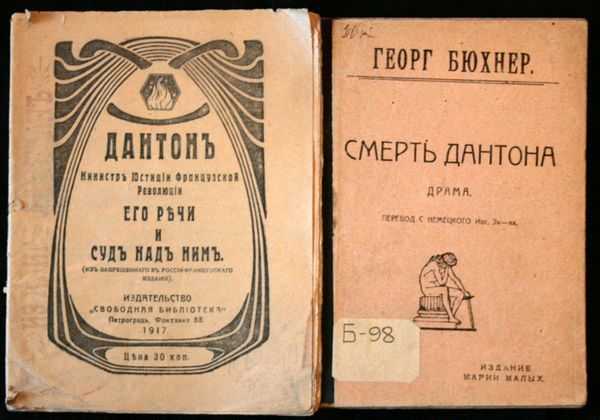 ДАНТОНЪ
Министръ Юстиціи Французской
Революціи
ЕГО РѢЧИ
И
СУДЪ НАДЪ НИМЪ.
(ИЗЪ ЗАПРЕЩЕННАГО ВЪ РОССІИ ФРАНЦУЗСКАГО
ИЗДАНІЯ).
ИЗДАТЕЛЬСТВО
„СВОБОДНАЯ БИБЛІОТЕКА“
Петроградъ, Фонтанка 88.
1917.
Цѣна 30 коп.
ГЕОРГ БЮХНЕР.
СМЕРТЬ ДАНТОНА
ДРАМА.
ПЕРЕВОД С НЕМЕЦКОГО
Б-98
ИЗДАНИЕ
МАРИИ МАЛЫХ.